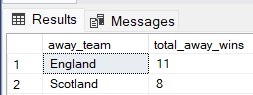 Results Messages
away_team total_away_wins
1 England 11
2 Scotland 8